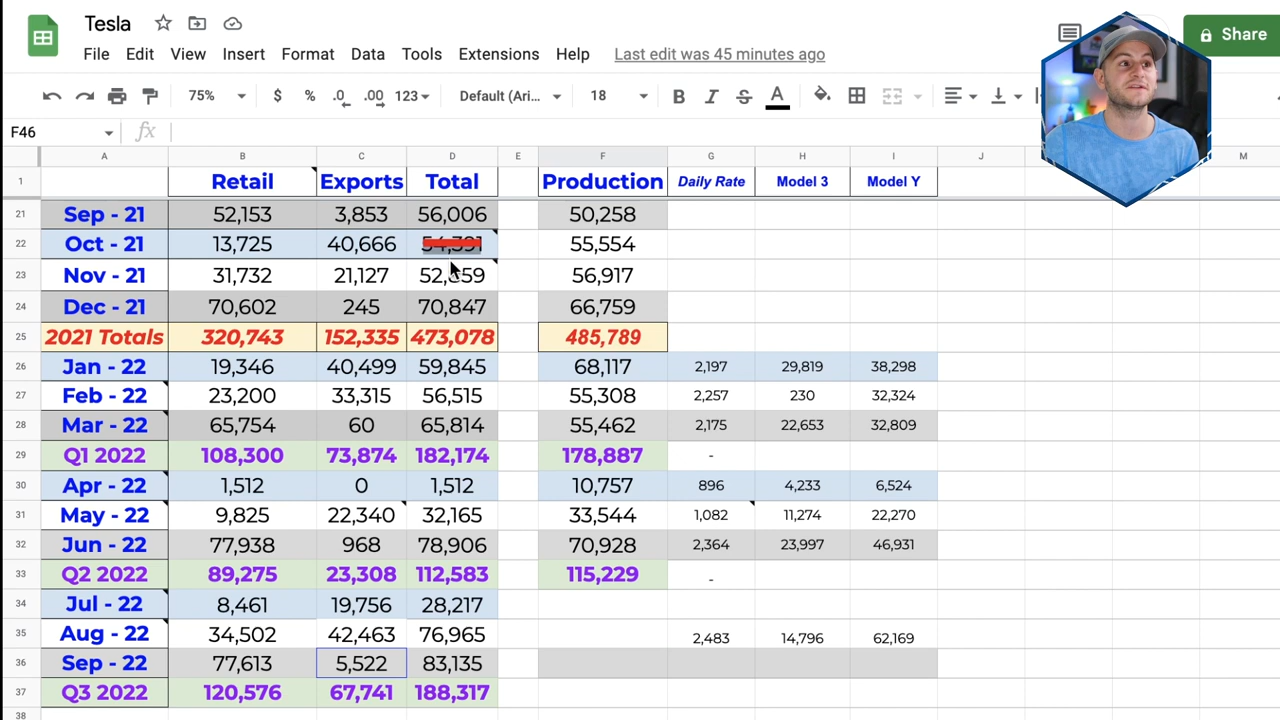 Tesla
File Edit View Insert Format Data Tools Extensions Help Last edit was 45 minutes ago
Share
75% $ % .0 .00 123 Default (Ari... 18 B I S A
F46 fx
A B C D E F G H I J M
1 Retail Exports Total Production Daily Rate Model 3 Model Y
21 Sep - 21 52,153 3,853 56,006 50,258
22 Oct - 21 13,725 40,666 54,391 55,554
23 Nov - 21 31,732 21,127 52,859 56,917
24 Dec - 21 70,602 245 70,847 66,759
25 2021 Totals 320,743 152,335 473,078 485,789
26 Jan - 22 19,346 40,499 59,845 68,117 2,197 29,819 38,298
27 Feb - 22 23,200 33,315 56,515 55,308 2,257 230 32,324
28 Mar - 22 65,754 60 65,814 55,462 2,175 22,653 32,809
29 Q1 2022 108,300 73,874 182,174 178,887 -
30 Apr - 22 1,512 0 1,512 10,757 896 4,233 6,524
31 May - 22 9,825 22,340 32,165 33,544 1,082 11,274 22,270
32 Jun - 22 77,938 968 78,906 70,928 2,364 23,997 46,931
33 Q2 2022 89,275 23,308 112,583 115,229 -
34 Jul - 22 8,461 19,756 28,217
35 Aug - 22 34,502 42,463 76,965 2,483 14,796 62,169
36 Sep - 22 77,613 5,522 83,135
37 Q3 2022 120,576 67,741 188,317
38